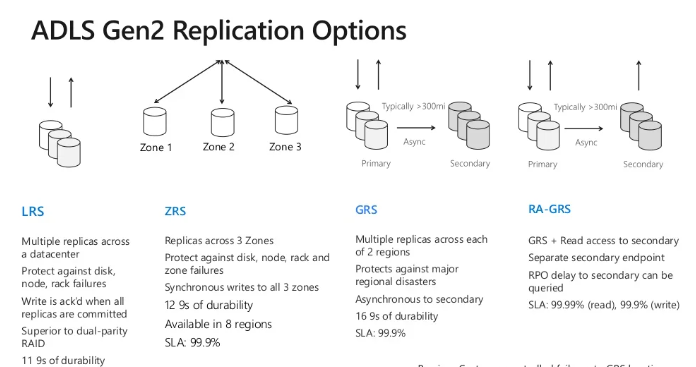 ADLS Gen2 Replication Options
Zone 1
Zone 2
Zone 3
Typically >300mi
Async
Primary
Secondary
Typically >300mi
Async
Primary
Secondary
LRS
Multiple replicas across
a datacenter
Protect against disk,
node, rack failures
Write is ack'd when all
replicas are committed
Superior to dual-parity
RAID
11 9s of durability
ZRS
Replicas across 3 Zones
Protect against disk, node, rack and
zone failures
Synchronous writes to all 3 zones
12 9s of durability
Available in 8 regions
SLA: 99.9%
GRS
Multiple replicas across each
of 2 regions
Protects against major
regional disasters
Asynchronous to secondary
16 9s of durability
SLA: 99.9%
RA-GRS
GRS + Read access to secondary
Separate secondary endpoint
RPO delay to secondary can be
queried
SLA: 99.99% (read), 99.9% (write)